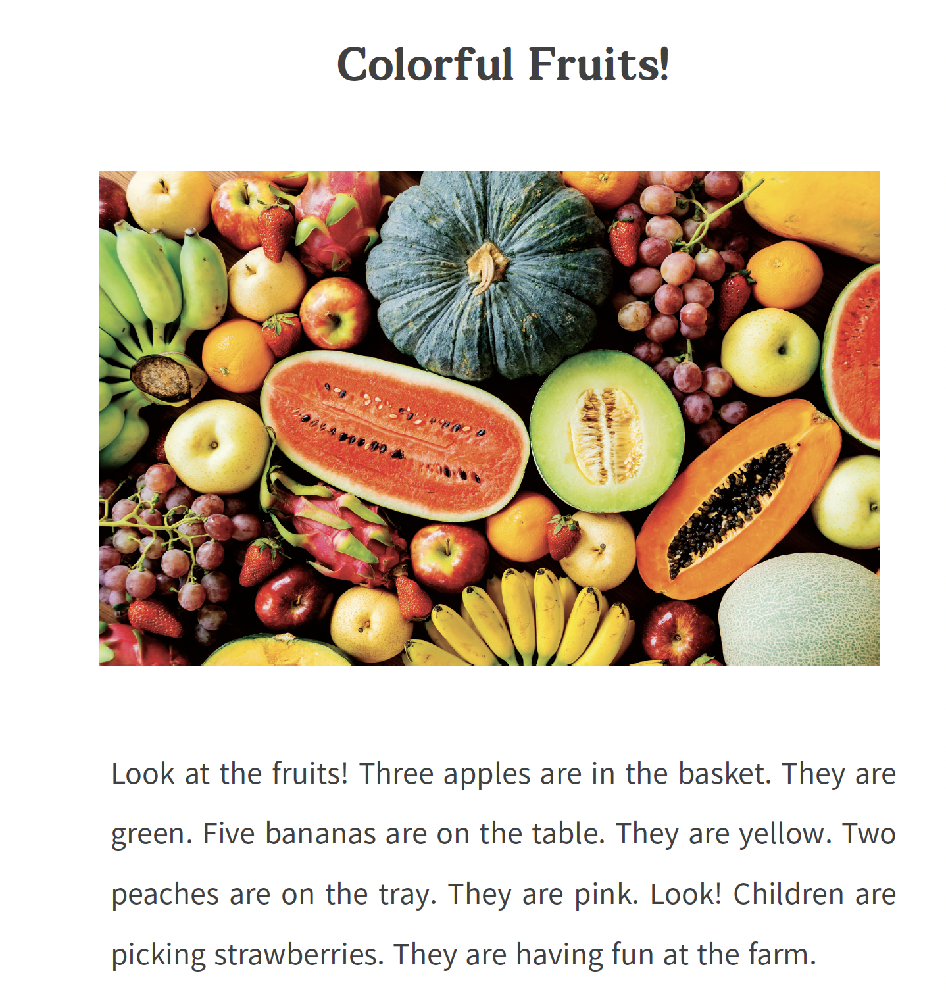 Colorful Fruits!
Look at the fruits! Three apples are in the basket. They are
green. Five bananas are on the table. They are yellow. Two
peaches are on the tray. They are pink. Look! Children are
picking strawberries. They are having fun at the farm.